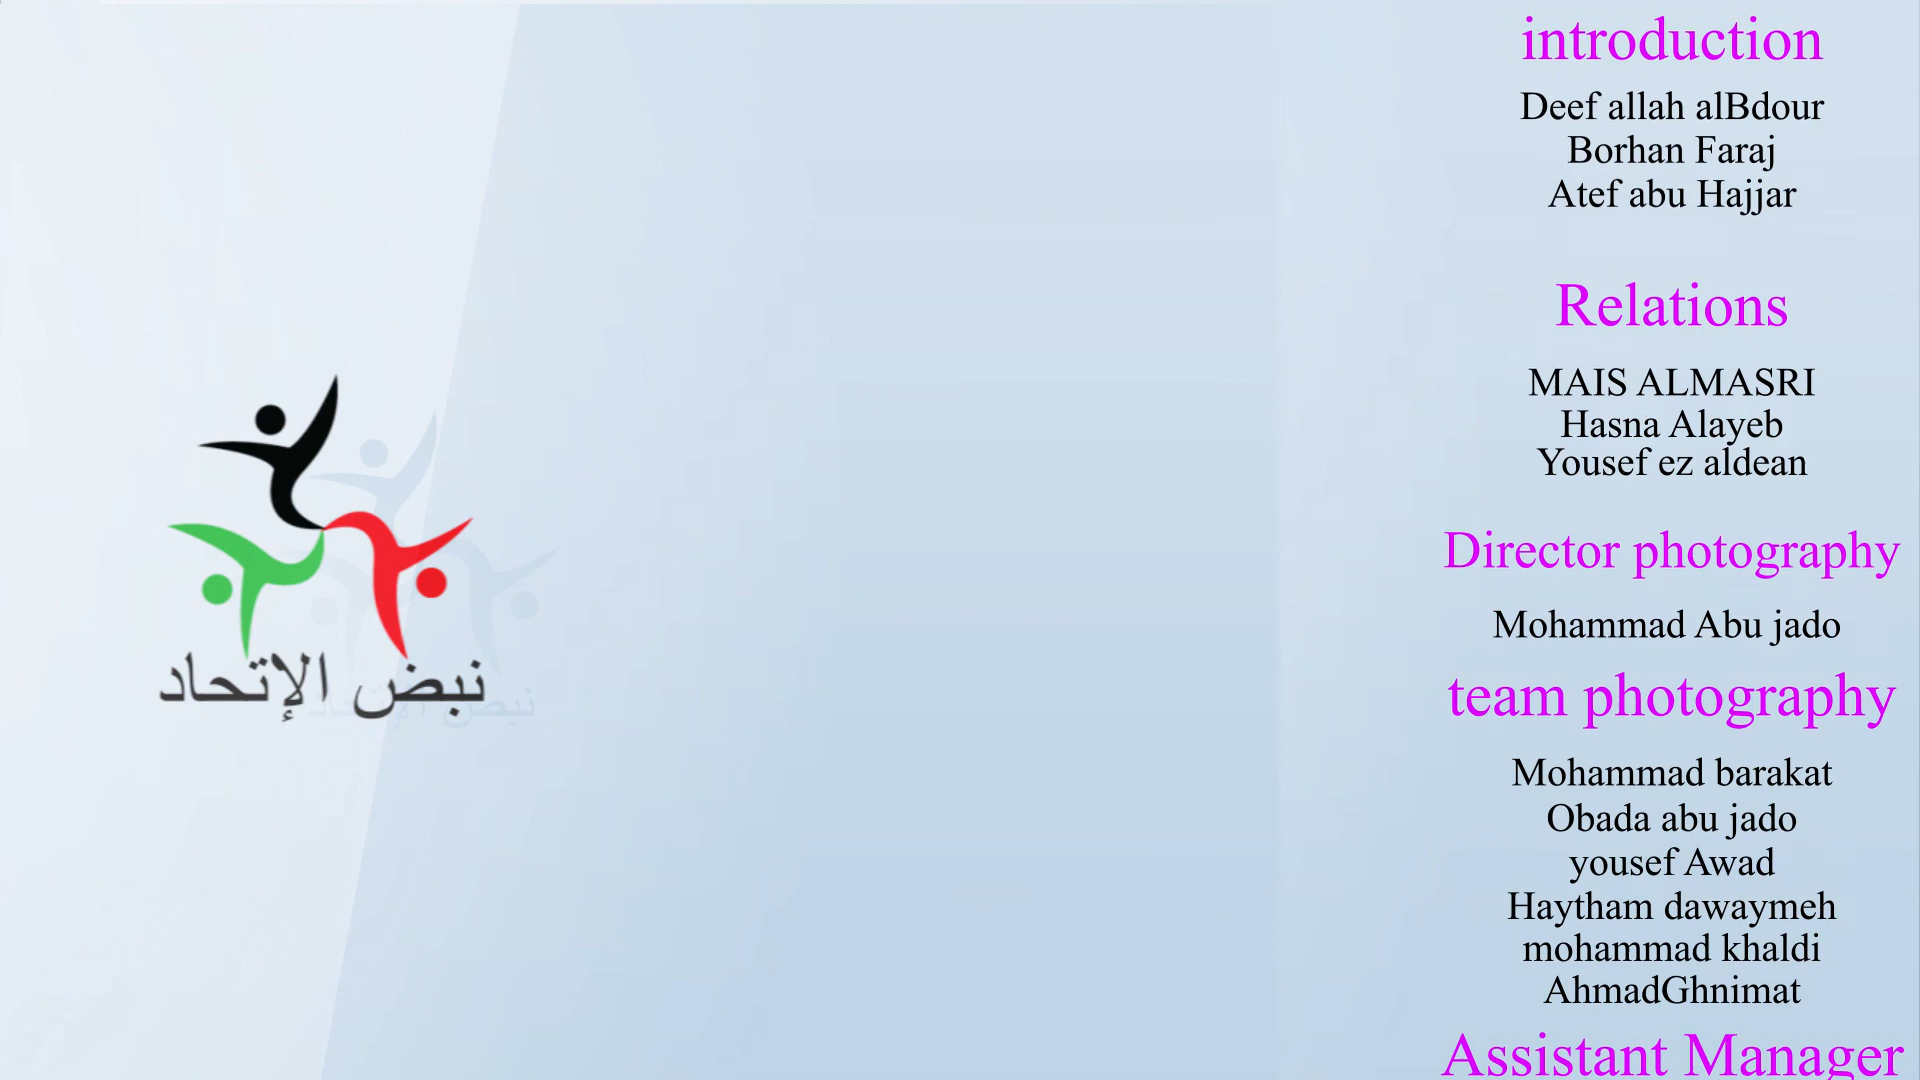 introduction
Deef allah alBdour
Borhan Faraj
Atef abu Hajjar
Relations
MAIS ALMASRI
Hasna Alayeb
Yousef ez aldean
Director photography
Mohammad Abu jado
team photography
Mohammad barakat
Obada abu jado
yousef Awad
Haytham dawaymeh
mohammad khaldi
AhmadGhnimat
Assistant Manager
نبض الإتحاد
نبض الإتحاد